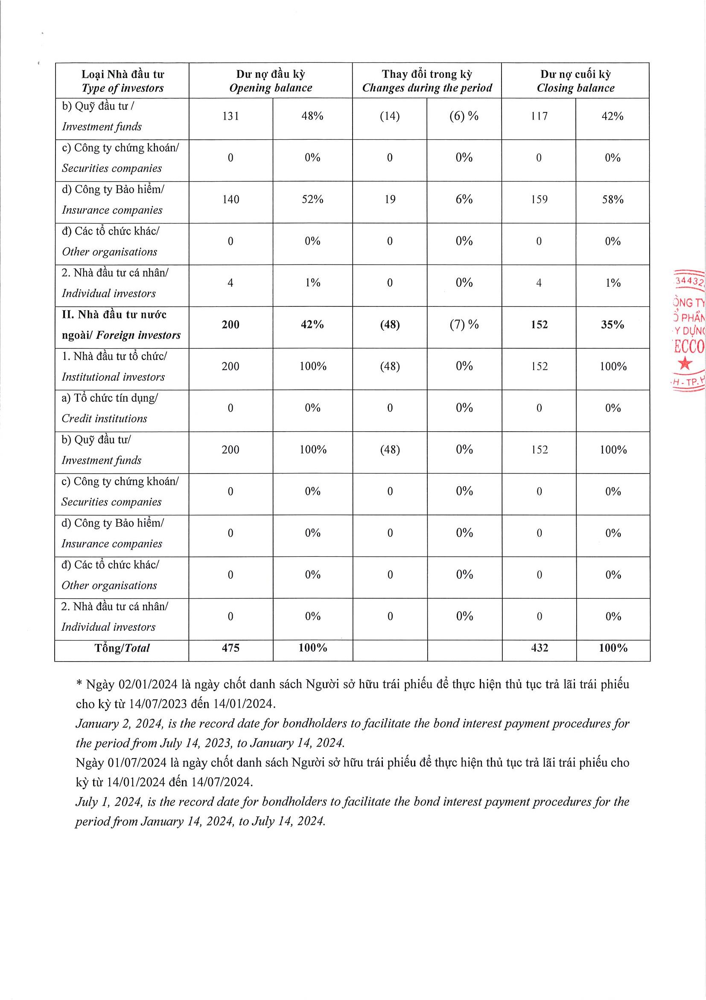 Loại Nhà đầu tư Dư nợ đầu kỳ Thay đổi trong kỳ Dư nợ cuối kỳ
Type of investors Opening balance Changes during the period Closing balance
b) Quỹ đầu tư /
131 48% (14) (6) % 117 42%
Investment funds
c) Công ty chứng khoán/
0 0% 0 0% 0 0%
Securities companies
d) Công ty Bảo hiểm/
140 52% 19 6% 159 58%
Insurance companies
đ) Các tổ chức khác/
0 0% 0 0% 0 0%
Other organisations
2. Nhà đầu tư cá nhân/
4 1% 0 0% 4 1%
Individual investors
II. Nhà đầu tư nước
200 42% (48) (7) % 152 35%
ngoài/ Foreign investors
1. Nhà đầu tư tổ chức/
200 100% (48) 0% 152 100%
Institutional investors
a) Tổ chức tín dụng/
0 0% 0 0% 0 0%
Credit institutions
b) Quỹ đầu tư/
200 100% (48) 0% 152 100%
Investment funds
c) Công ty chứng khoán/
0 0% 0 0% 0 0%
Securities companies
d) Công ty Bảo hiểm/
0 0% 0 0% 0 0%
Insurance companies
đ) Các tổ chức khác/
0 0% 0 0% 0 0%
Other organisations
2. Nhà đầu tư cá nhân/
0 0% 0 0% 0 0%
Individual investors
Tổng/Total 475 100% 432 100%
* Ngày 02/01/2024 là ngày chốt danh sách Người sở hữu trái phiếu để thực hiện thủ tục trả lãi trái phiếu
cho kỳ từ 14/07/2023 đến 14/01/2024.
January 2, 2024, is the record date for bondholders to facilitate the bond interest payment procedures for
the period from July 14, 2023, to January 14, 2024.
Ngày 01/07/2024 là ngày chốt danh sách Người sở hữu trái phiếu để thực hiện thủ tục trả lãi trái phiếu cho
kỳ từ 14/01/2024 đến 14/07/2024.
July 1, 2024, is the record date for bondholders to facilitate the bond interest payment procedures for the
period from January 14, 2024, to July 14, 2024.
34432
ÔNG TY
Ổ PHẦN
Y DỰNG
ECCO
H - TP. H